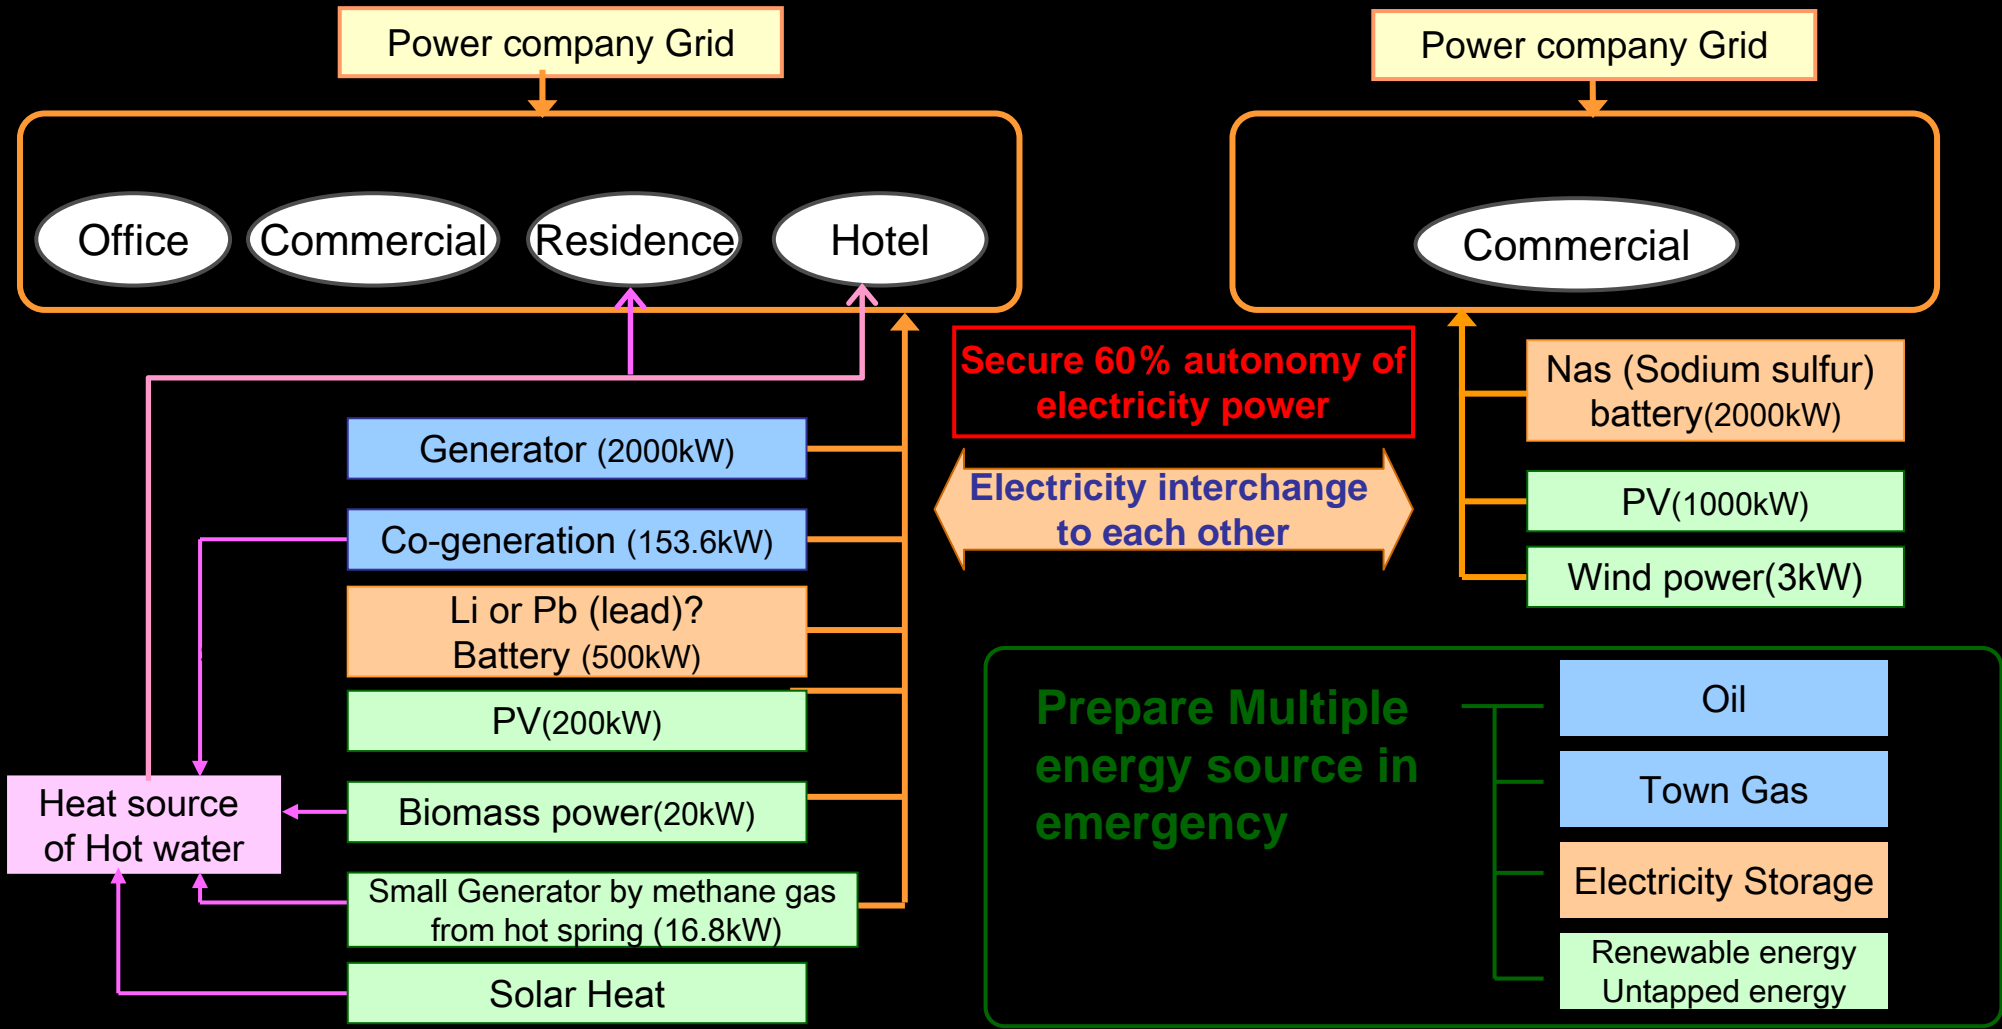 Power company Grid
Power company Grid
Office
Commercial
Residence
Hotel
Commercial
Secure 60% autonomy of
electricity power
Nas (Sodium sulfur)
battery(2000kW)
Generator (2000kW)
Electricity interchange
to each other
PV(1000kW)
Co-generation (153.6kW)
Wind power(3kW)
Li or Pb (lead)?
Battery (500kW)
PV(200kW)
Heat source
of Hot water
Biomass power(20kW)
Small Generator by methane gas
from hot spring (16.8kW)
Solar Heat
Prepare Multiple
energy source in
emergency
Oil
Town Gas
Electricity Storage
Renewable energy
Untapped energy